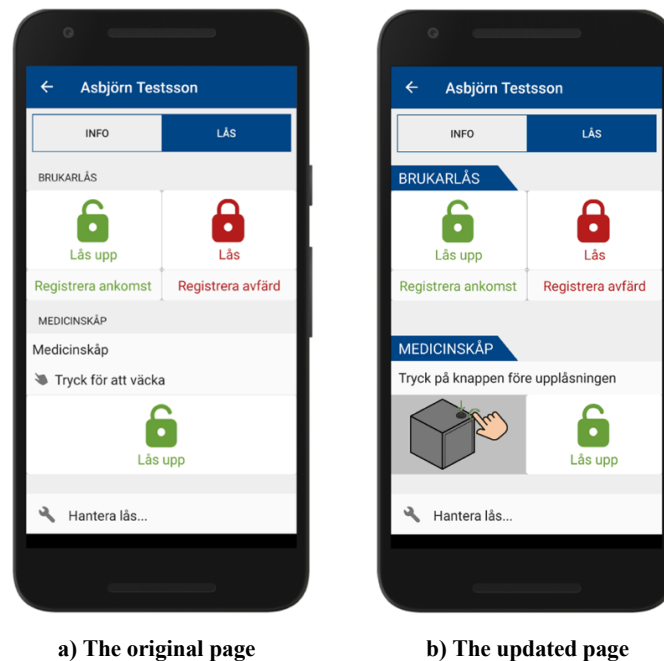 Asbjörn Testsson
INFO
LÅS
BRUKARLÅS
Lås upp
Lås
Registrera ankomst
Registrera avfärd
MEDICINSKÅP
Medicinskåp
Tryck för att väcka
Lås upp
Hantera lås...
a) The original page
Asbjörn Testsson
INFO
LÅS
BRUKARLÅS
Lås upp
Lås
Registrera ankomst
Registrera avfärd
MEDICINSKÅP
Tryck på knappen före upplåsningen
Lås upp
Hantera lås...
b) The updated page